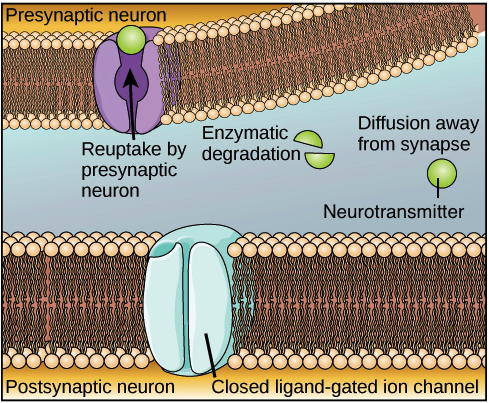 Presynaptic neuron
Reuptake by
presynaptic
neuron
Enzymatic
degradation
Diffusion away
from synapse
Neurotransmitter
Postsynaptic neuron
Closed ligand-gated ion channel